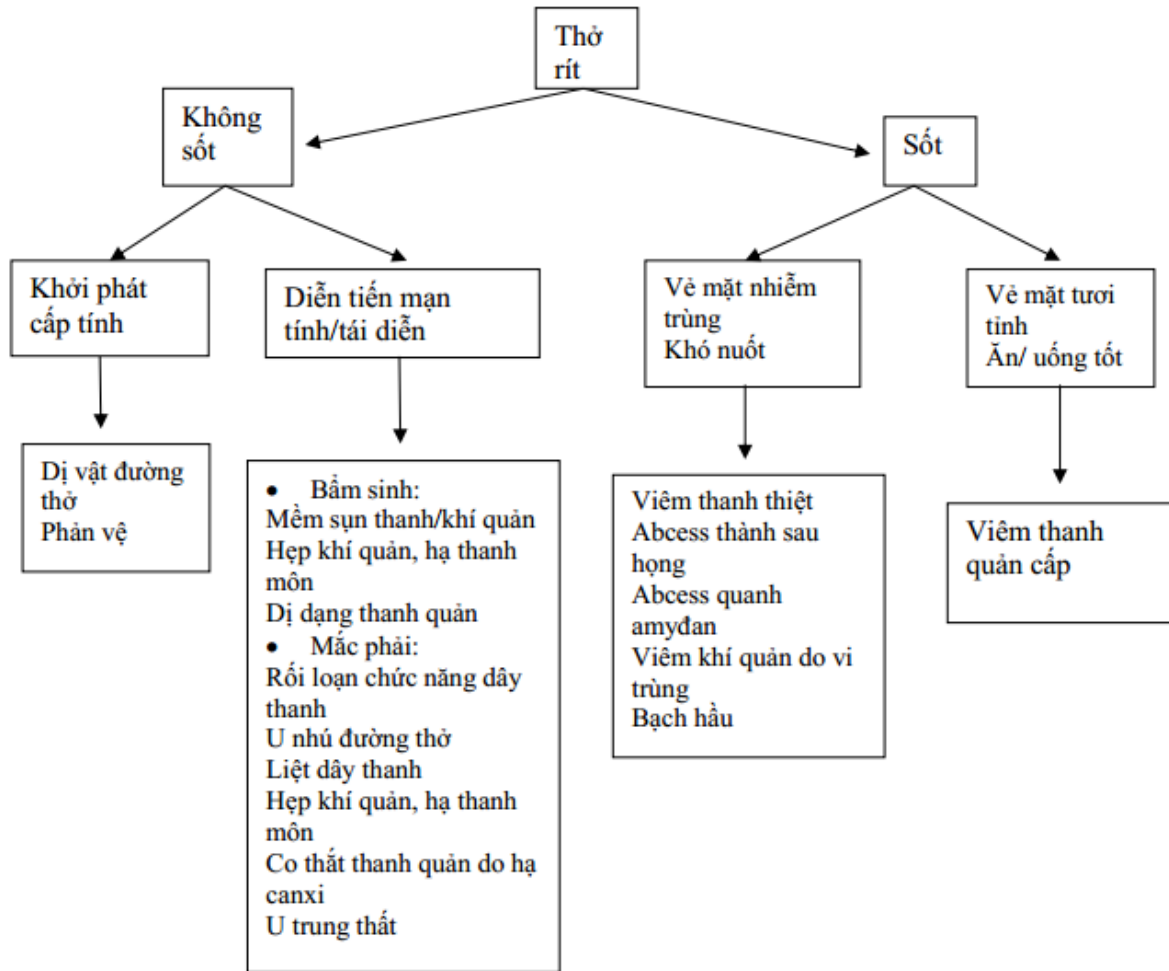 Thở
rít
Không
sốt
Sốt
Khởi phát
cấp tính
Diễn tiến mạn
tính/tái diễn
Vẻ mặt nhiễm
trùng
Khó nuốt
Vẻ mặt tươi
tỉnh
Ăn/ uống tốt
Dị vật đường
thở
Phản vệ
• Bẩm sinh:
Mềm sụn thanh/khí quản
Hẹp khí quản, hạ thanh
môn
Dị dạng thanh quản
• Mắc phải:
Rối loạn chức năng dây
thanh
U nhú đường thở
Liệt dây thanh
Hẹp khí quản, hạ thanh
môn
Co thắt thanh quản do hạ
canxi
U trung thất
Viêm thanh thiệt
Abcess thành sau
họng
Abcess quanh
amyđan
Viêm khí quản do vi
trùng
Bạch hầu
Viêm thanh
quản cấp